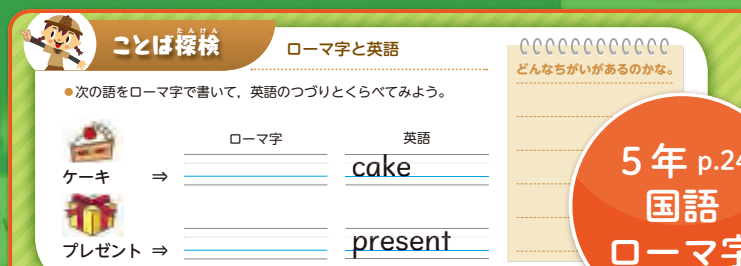 たんけん
ことば探検
ローマ字と英語
どんなちがいがあるのかな。
●次の語をローマ字で書いて，英語のつづりとくらべてみよう。
ローマ字 英語
ケーキ ⇒ cake
プレゼント ⇒ present
5年 p.24
国語
ローマ字